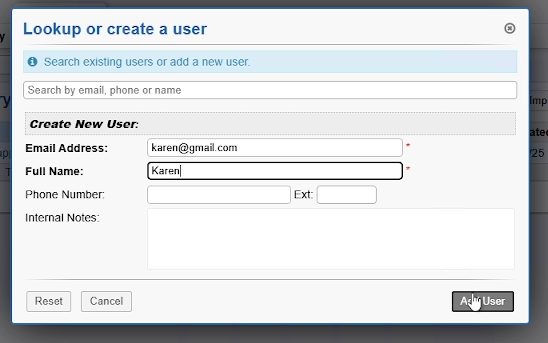 Lookup or create a user
Search existing users or add a new user.
Search by email, phone or name
Create New User:
Email Address: karen@gmail.com *
Full Name: Karen *
Phone Number: Ext:
Internal Notes:
Reset Cancel User